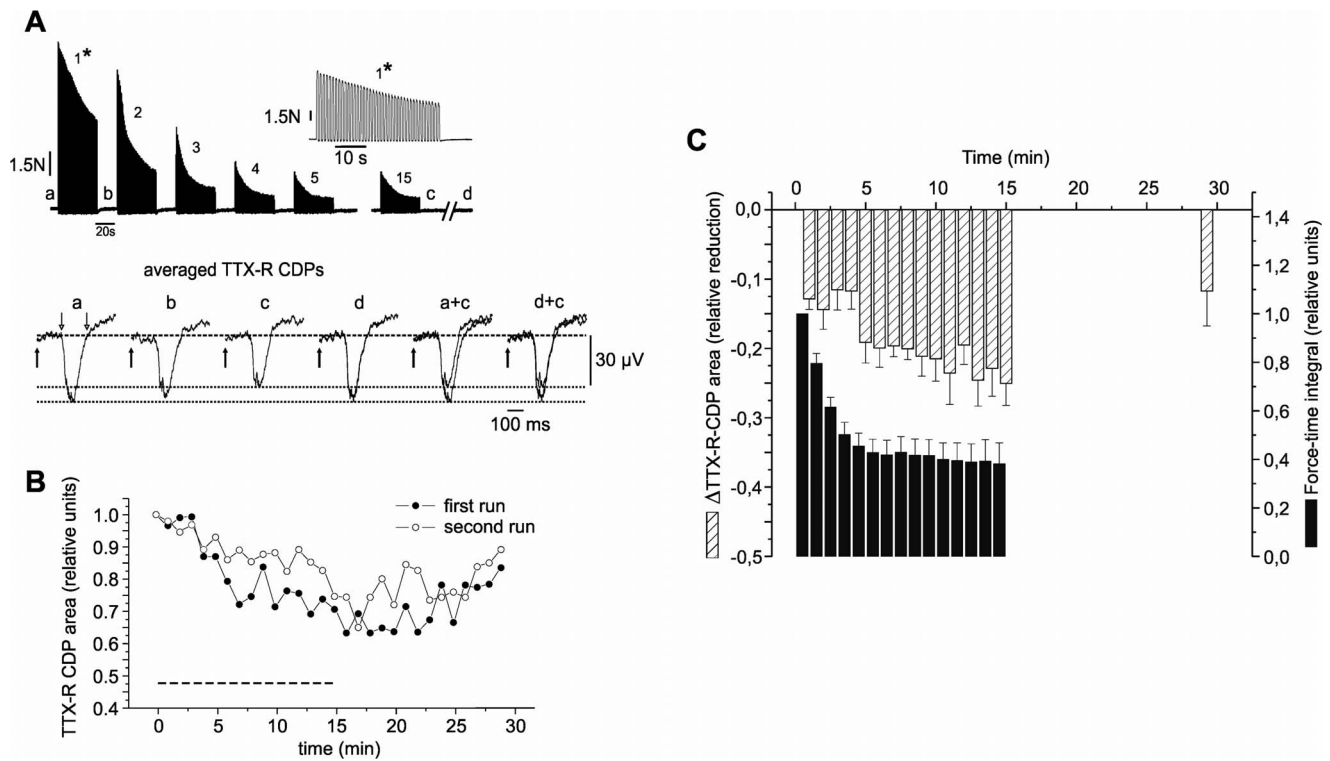 A
1*
2
3
4
5
15
1.5N
a
b
c
d
20s
1*
1.5N
10 s
averaged TTX-R CDPs
a
b
c
d
a+c
d+c
30 µV
100 ms
B
TTX-R CDP area (relative units)
1.0
0.9
0.8
0.7
0.6
0.5
0.4
first run
second run
0
5
10
15
20
25
30
time (min)
C
Time (min)
0
5
10
15
20
25
30
ΔTTX-R-CDP area (relative reduction)
0,0
-0,1
-0,2
-0,3
-0,4
-0,5
1,4
1,2
1,0
0,8
0,6
0,4
0,2
0,0
Force-time integral (relative units)